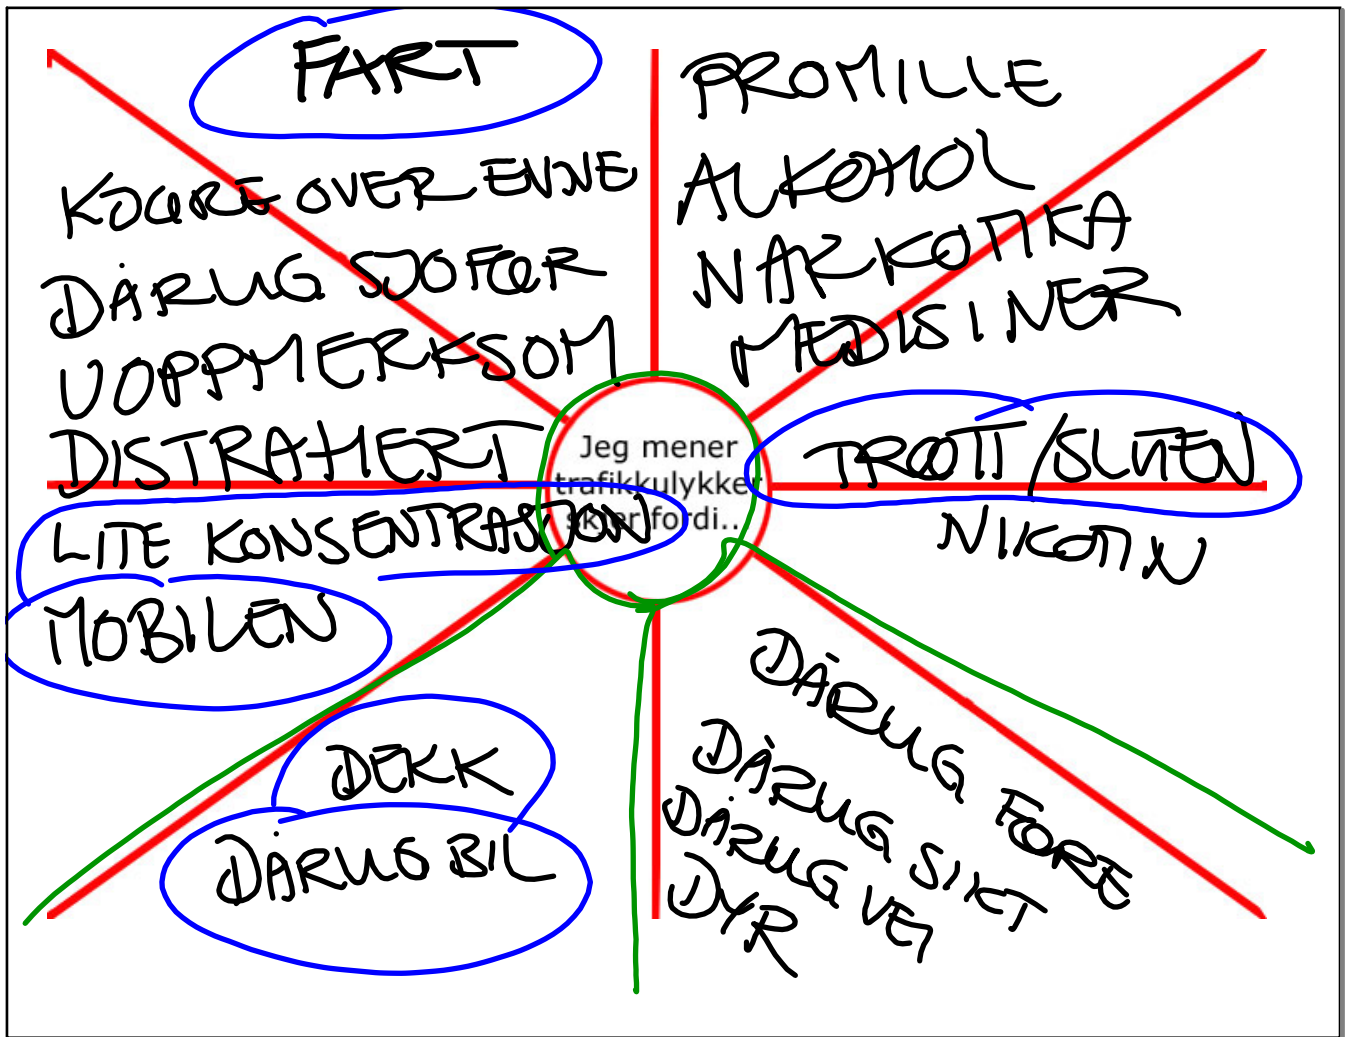 FART
KJØRE OVER EVNE
DÅRLIG SJÅFØR
UOPPMERKSOM
DISTRAHERT
LITE KONSENTRASJON
MOBILEN
PROMILLE
ALKOHOL
NARKOTIKA
MEDISINER
TRØTT/SLITEN
NIKOTIN
Jeg mener
trafikkulykker
skjer fordi..
DEKK
DÅRLIG BIL
DÅRLIG FØRE
DÅRLIG SIKT
DÅRLIG VEI
DYR